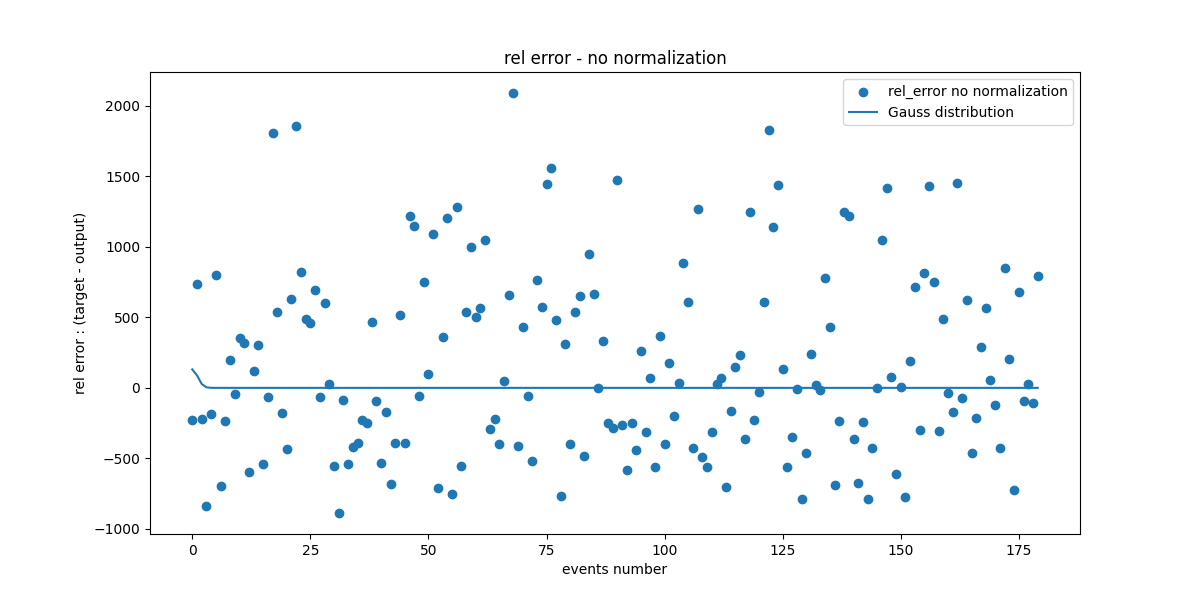 rel error - no normalization
rel_error no normalization
Gauss distribution
rel error : (target - output)
2000
1500
1000
500
0
−500
−1000
0 25 50 75 100 125 150 175
events number